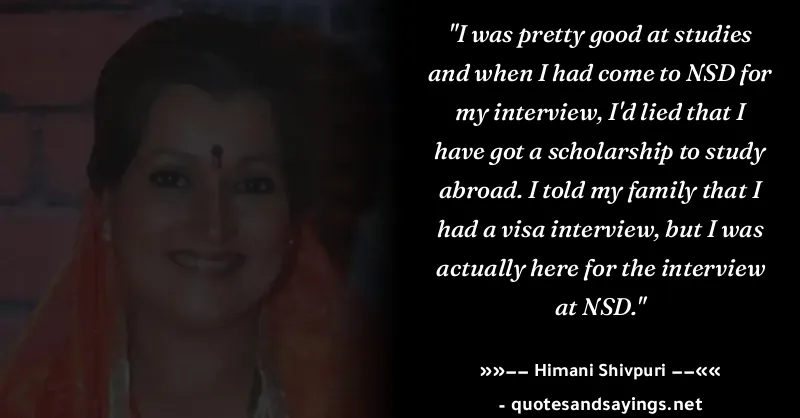 "I was pretty good at studies
and when I had come to NSD for
my interview, I'd lied that I
have got a scholarship to study
abroad. I told my family that I
had a visa interview, but I was
actually here for the interview
at NSD."
»»−− Himani Shivpuri −−««
- quotesandsayings.net